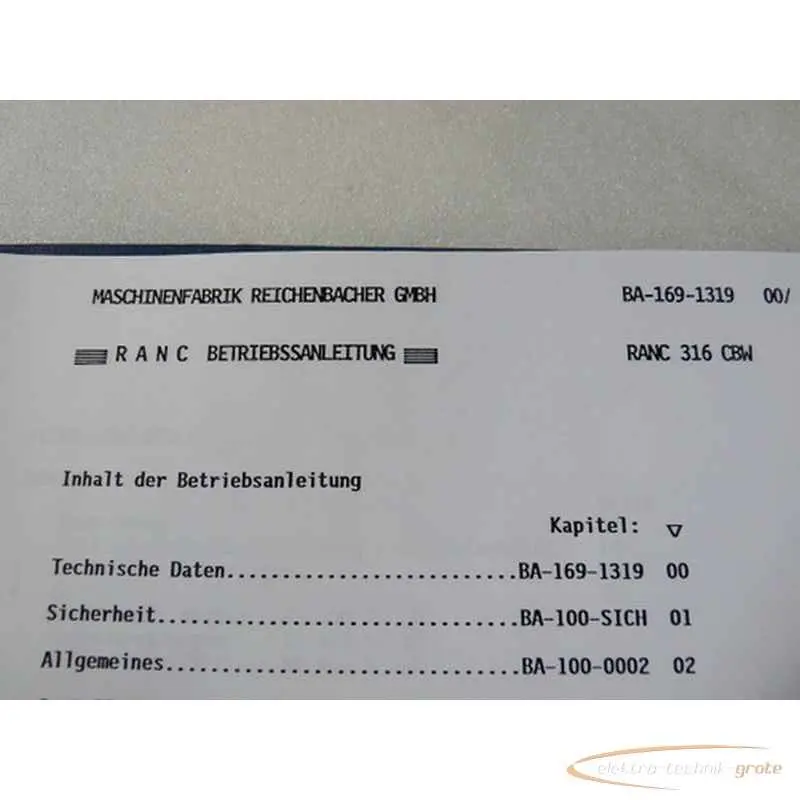 MASCHINENFABRIK REICHENBACHER GMBH BA-169-1319 00/
R A N C BETRIEBSSANLEITUNG RANC 316 CBW
Inhalt der Betriebsanleitung
Kapitel: ▽
Technische Daten..........................BA-169-1319 00
Sicherheit................................BA-100-SICH 01
Allgemeines...............................BA-100-0002 02
elektro-technik-grote